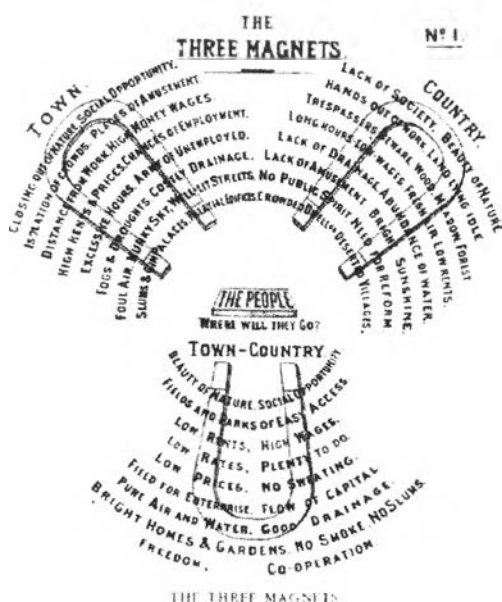 THE
THREE MAGNETS.
Nº 1.
TOWN.
CLOSING OUT OF NATURE. SOCIAL OPPORTUNITY.
ISOLATION OF CROWDS. PLACES OF AMUSEMENT.
DISTANCE FROM WORK. HIGH MONEY WAGES.
HIGH RENTS & PRICES. CHANCES OF EMPLOYMENT.
EXCESSIVE HOURS. ARMY OF UNEMPLOYED.
FOGS & DROUGHTS. COSTLY DRAINAGE.
FOUL AIR. MURKY SKY. WELL-LIT STREETS.
SLUMS & GIN PALACES. PALATIAL EDIFICES.
COUNTRY.
LACK OF SOCIETY. BEAUTY OF NATURE.
HANDS OUT OF WORK. LAND LYING IDLE
TRESPASSERS BEWARE. WOOD, MEADOW, FOREST
LONG HOURS. LOW WAGES. FRESH AIR. LOW RENTS.
LACK OF DRAINAGE. ABUNDANCE OF WATER.
LACK OF AMUSEMENT. BRIGHT SUNSHINE.
NO PUBLIC SPIRIT. NEED FOR REFORM.
CROWDED DWELLINGS. DESERTED VILLAGES.
THE PEOPLE
WHERE WILL THEY GO?
TOWN-COUNTRY.
BEAUTY OF NATURE. SOCIAL OPPORTUNITY.
FIELDS AND PARKS OF EASY ACCESS.
LOW RENTS, HIGH WAGES.
LOW RATES, PLENTY TO DO.
LOW PRICES, NO SWEATING.
FIELD FOR ENTERPRISE, FLOW OF CAPITAL.
PURE AIR AND WATER, GOOD DRAINAGE.
BRIGHT HOMES & GARDENS, NO SMOKE, NO SLUMS.
FREEDOM. CO-OPERATION.
THE THREE MAGNETS